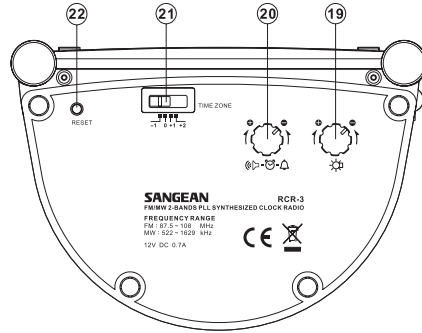 22 21 20 19
RESET
TIME ZONE
-1 0 +1 +2
SANGEAN RCR-3
FM/MW 2-BANDS PLL SYNTHESIZED CLOCK RADIO
FREQUENCY RANGE
FM : 87.5 ~ 108 MHz
MW : 522 ~ 1629 kHz
12V DC 0.7A
CE